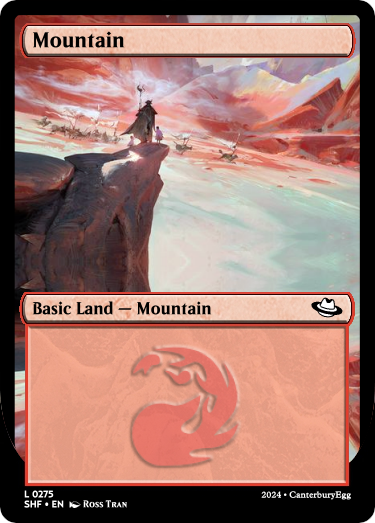 Mountain
Basic Land — Mountain
L 0275
SHF • EN Ross Tran
2024 • CanterburyEgg